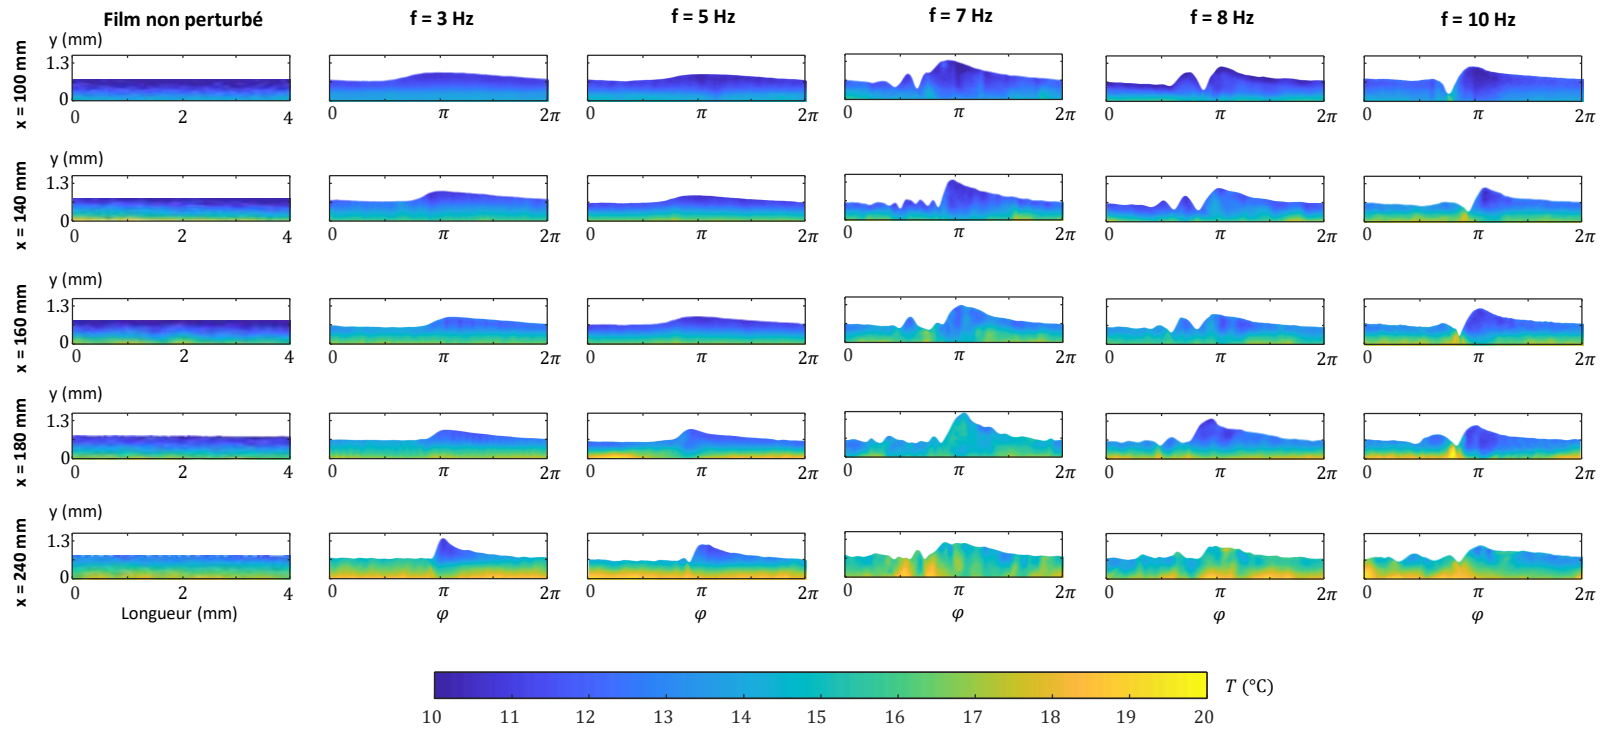 Film non perturbé f = 3 Hz f = 5 Hz f = 7 Hz f = 8 Hz f = 10 Hz
y (mm)
x = 100 mm
1.3
0
0 2 4 0 π 2π 0 π 2π 0 π 2π 0 π 2π 0 π 2π
y (mm)
x = 140 mm
1.3
0
0 2 4 0 π 2π 0 π 2π 0 π 2π 0 π 2π 0 π 2π
y (mm)
x = 160 mm
1.3
0
0 2 4 0 π 2π 0 π 2π 0 π 2π 0 π 2π 0 π 2π
y (mm)
x = 180 mm
1.3
0
0 2 4 0 π 2π 0 π 2π 0 π 2π 0 π 2π 0 π 2π
y (mm)
x = 240 mm
1.3
0
0 2 4 0 π 2π 0 π 2π 0 π 2π 0 π 2π 0 π 2π
Longueur (mm) φ φ φ φ φ
T (°C)
10 11 12 13 14 15 16 17 18 19 20